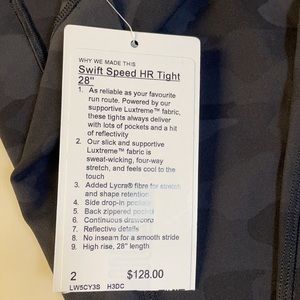 WHY WE MADE THIS
Swift Speed HR Tight
28"
1. As reliable as your favourite
run route. Powered by our
supportive Luxtreme™ fabric,
these tights always deliver
with lots of pockets and a hit
of reflectivity
2. Our slick and supportive
Luxtreme™ fabric is
sweat-wicking, four-way
stretch, and feels cool to the
touch
3. Added Lycra® fibre for stretch
and shape retention
4. Side drop-in pockets
5. Back zippered pocket
6. Continuous drawcord
7. Reflective details
8. No inseam for a smooth stride
9. High rise, 28" length
2 $128.00
LW5CY3S H3DC